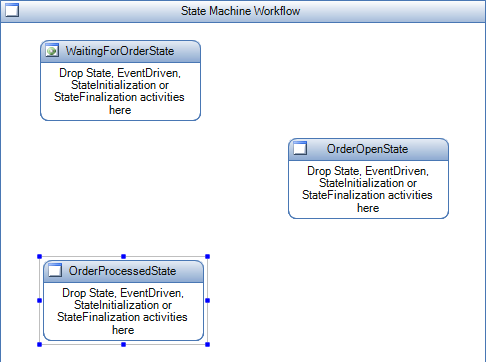 State Machine Workflow
WaitingForOrderState
Drop State, EventDriven,
StateInitialization or
StateFinalization activities
here
OrderOpenState
Drop State, EventDriven,
StateInitialization or
StateFinalization activities
here
OrderProcessedState
Drop State, EventDriven,
StateInitialization or
StateFinalization activities
here